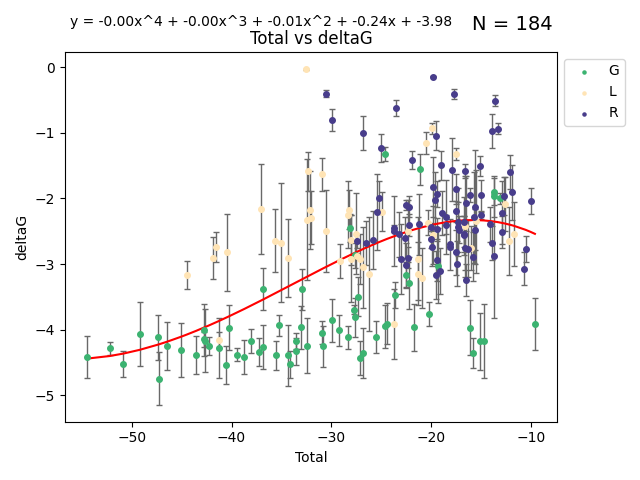 y = -0.00x^4 + -0.00x^3 + -0.01x^2 + -0.24x + -3.98
N = 184
Total vs deltaG
G
L
R
deltaG
0
−1
−2
−3
−4
−5
−50
−40
−30
−20
−10
Total